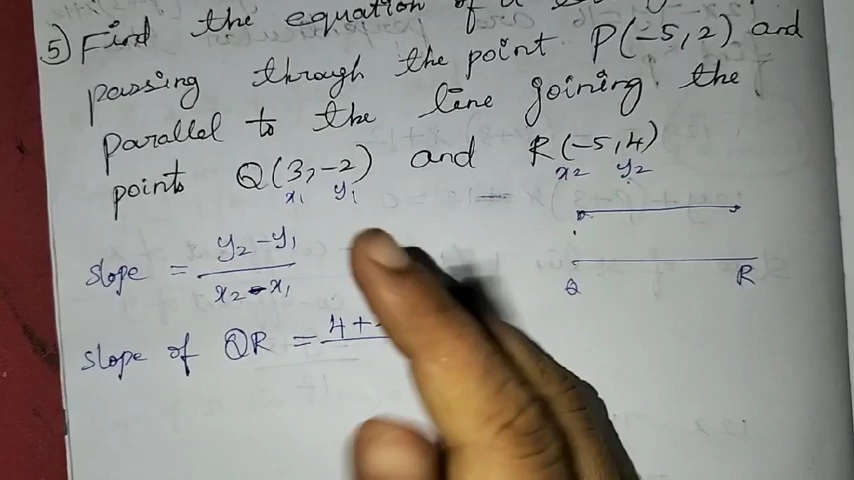 5) Find the equation of a
passing through the point P(-5,2) and
parallel to the line joining the
points Q(3,-2) and R(-5,4)
x₁ y₁ x₂ y₂
slope = y₂-y₁ / x₂-x₁
Q R
slope of QR = 4+